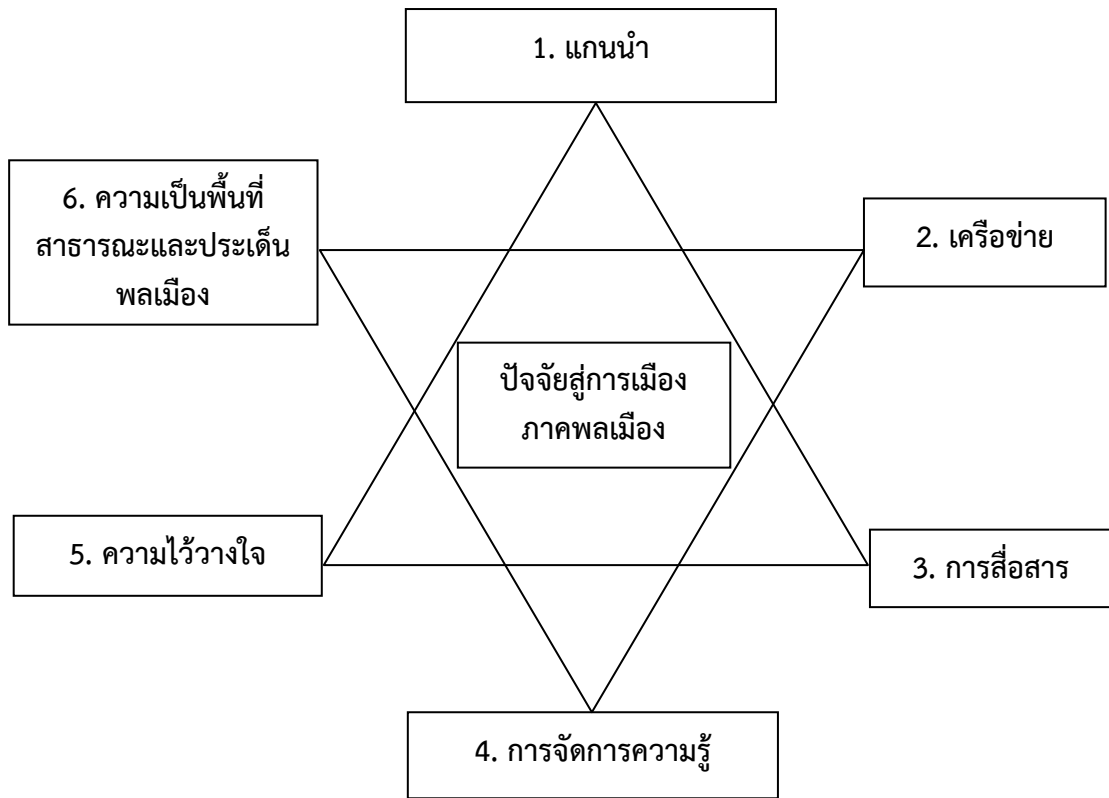 1. แกนนำ
6. ความเป็นพื้นที่
สาธารณะและประเด็น
พลเมือง
2. เครือข่าย
ปัจจัยสู่การเมือง
ภาคพลเมือง
5. ความไว้วางใจ
3. การสื่อสาร
4. การจัดการความรู้